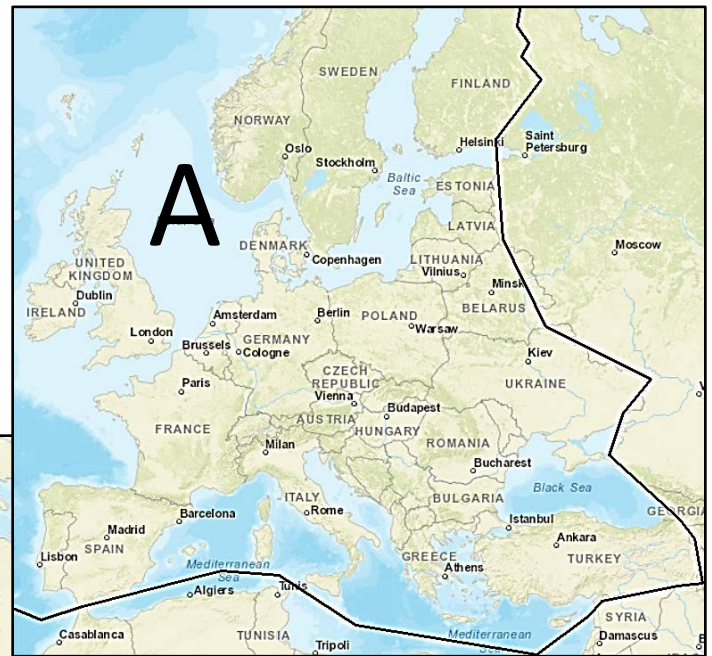 SWEDEN
FINLAND
NORWAY
Oslo
Helsinki
Saint
Petersburg
Stockholm
A
Baltic
Sea
ESTONIA
LATVIA
DENMARK
Copenhagen
LITHUANIA
Vilnius
Moscow
UNITED
KINGDOM
Dublin
IRELAND
Minsk
BELARUS
Amsterdam
Berlin
POLAND
Warsaw
London
Brussels
GERMANY
Cologne
Kiev
Paris
CZECH
REPUBLIC
Vienna
UKRAINE
Budapest
AUSTRIA
HUNGARY
FRANCE
Milan
ROMANIA
Bucharest
Black Sea
ITALY
Rome
BULGARIA
GEORGIA
Barcelona
Istanbul
Madrid
SPAIN
Lisbon
Ankara
TURKEY
GREECE
Athens
Mediterranean
Sea
Algiers
Tunis
SYRIA
Damascus
Casablanca
TUNISIA
Tripoli
Mediterranean